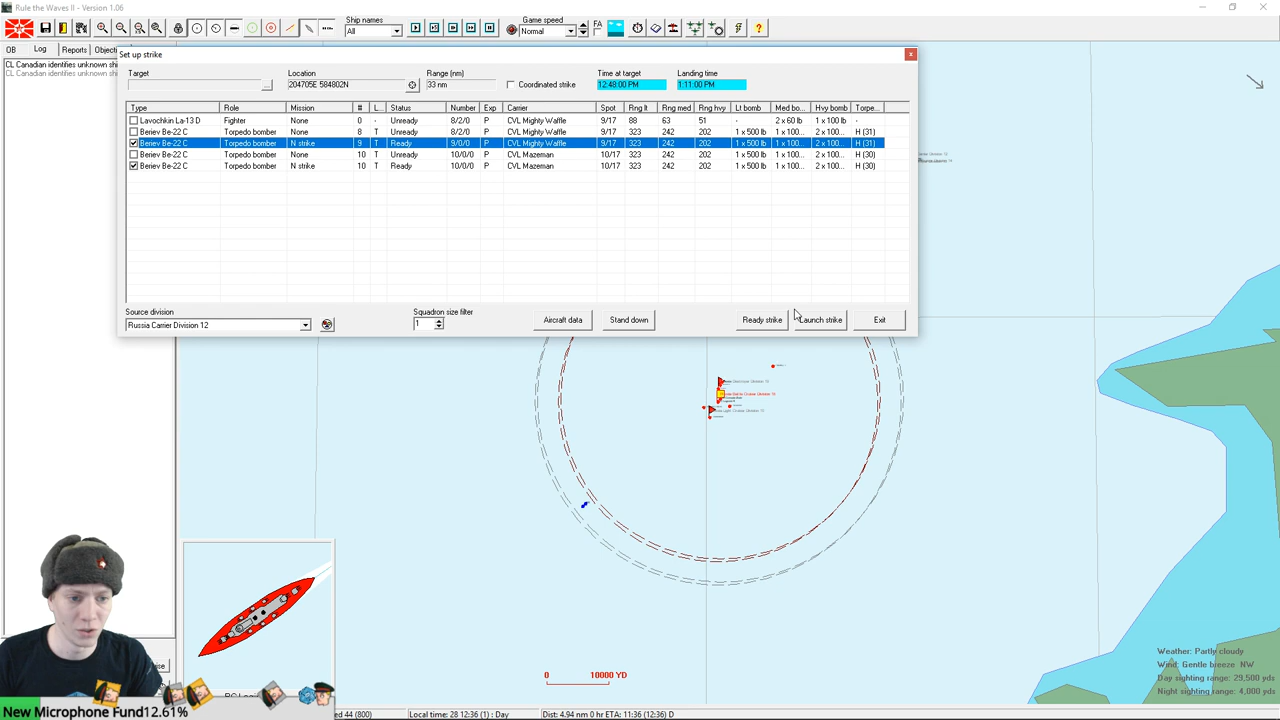 Rule the Waves II - Version 1.06
Ship names
All
Game speed
Normal
FA
OB Log Reports Objecti
CL Canadian identifies unknown shi
CL Canadian identifies unknown shi
Set up strike
Target Location Range (nm) Time at target Landing time
... 204705E 584802N 33 nm Coordinated strike 12:48:00 PM 1:11:00 PM
Type Role Mission # L... Status Number Exp Carrier Spot Rng lt Rng med Rng hvy Lt bomb Med bo... Hvy bomb Torpe...
Lavochkin La-13 D Fighter None 0 - Unready 8/2/0 P CVL Mighty Waffle 9/17 88 63 51 - 2 x 60 lb 1 x 100 lb -
Beriev Be-22 C Torpedo bomber None 8 T Unready 8/2/0 P CVL Mighty Waffle 9/17 323 242 202 1 x 500 lb 1 x 100... 2 x 100... H (31)
Beriev Be-22 C Torpedo bomber N strike 9 T Ready 9/0/0 P CVL Mighty Waffle 9/17 323 242 202 1 x 500 lb 1 x 100... 2 x 100... H (31)
Beriev Be-22 C Torpedo bomber None 10 T Unready 10/0/0 P CVL Mazeman 10/17 323 242 202 1 x 500 lb 1 x 100... 2 x 100... H (30)
Beriev Be-22 C Torpedo bomber N strike 10 T Ready 10/0/0 P CVL Mazeman 10/17 323 242 202 1 x 500 lb 1 x 100... 2 x 100... H (30)
Source division
Russia Carrier Division 12
Squadron size filter
1
Aircraft data Stand down Ready strike Launch strike Exit
0 10000 YD
Weather: Partly cloudy
Wind: Gentle breeze NW
Day sighting range: 29,500 yds
Night sighting range: 4,000 yds
New Microphone Fund 12.61%
ed 44 (800) Local time: 28 12:36 (1) : Day Dist: 4.94 nm 0 hr ETA: 11:36 (12:36) D